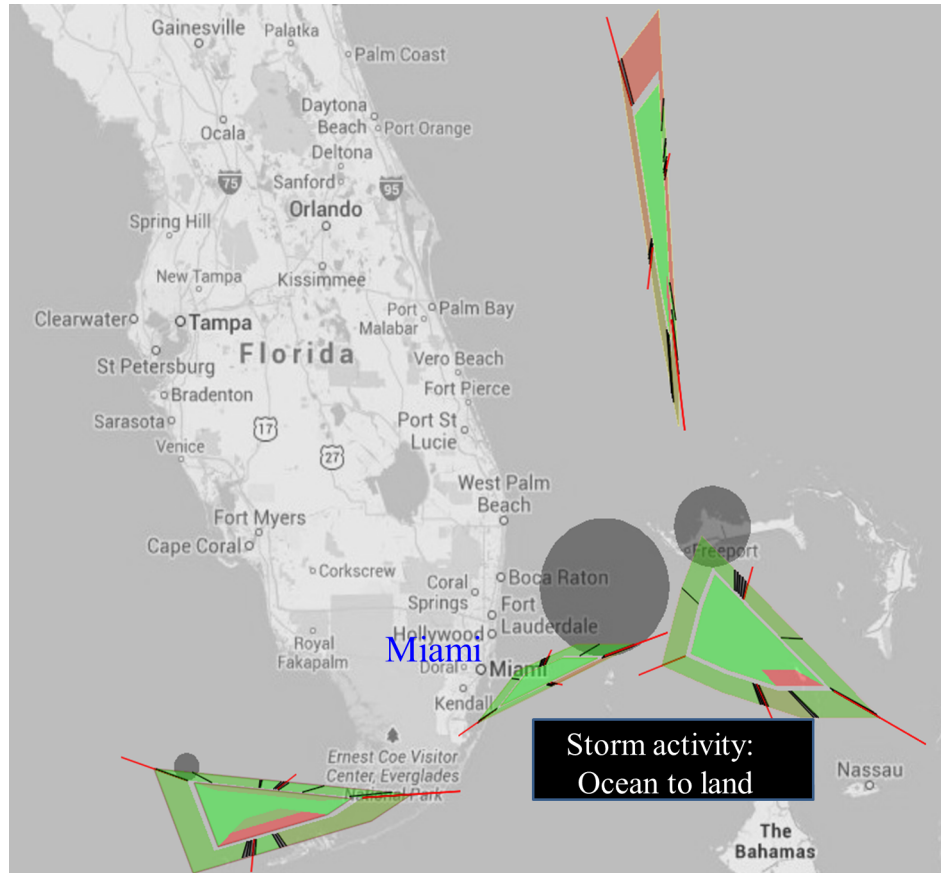 Gainesville
Palatka
Palm Coast
Daytona
Beach
Port Orange
Ocala
Deltona
75
Sanford
95
Orlando
Spring Hill
New Tampa
Kissimmee
Clearwater
Tampa
Port
Malabar
Palm Bay
Florida
St Petersburg
Vero Beach
Bradenton
Fort Pierce
Sarasota
17
Port St
Lucie
Venice
27
West Palm
Beach
Fort Myers
Cape Coral
Freeport
Corkscrew
Boca Raton
Coral
Springs
Fort
Lauderdale
Hollywood
Royal
Fakapalm
Miami
Doral
Miami
Kendall
Ernest Coe Visitor
Center, Everglades
National Park
Storm activity:
Ocean to land
Nassau
The
Bahamas